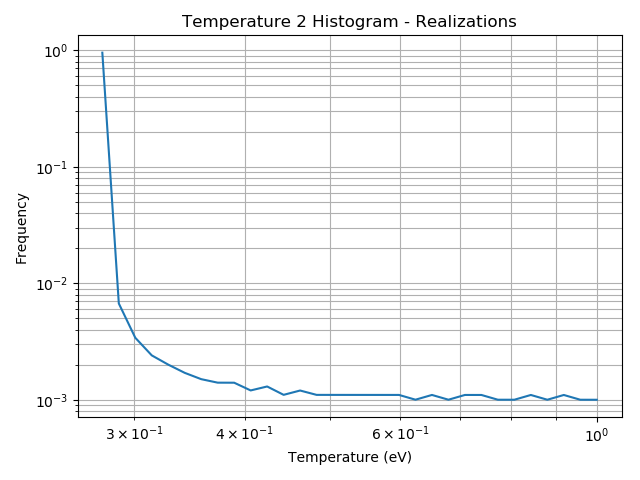 Temperature 2 Histogram - Realizations
10⁰
10⁻¹
10⁻²
10⁻³
Frequency
3 × 10⁻¹
4 × 10⁻¹
6 × 10⁻¹
10⁰
Temperature (eV)